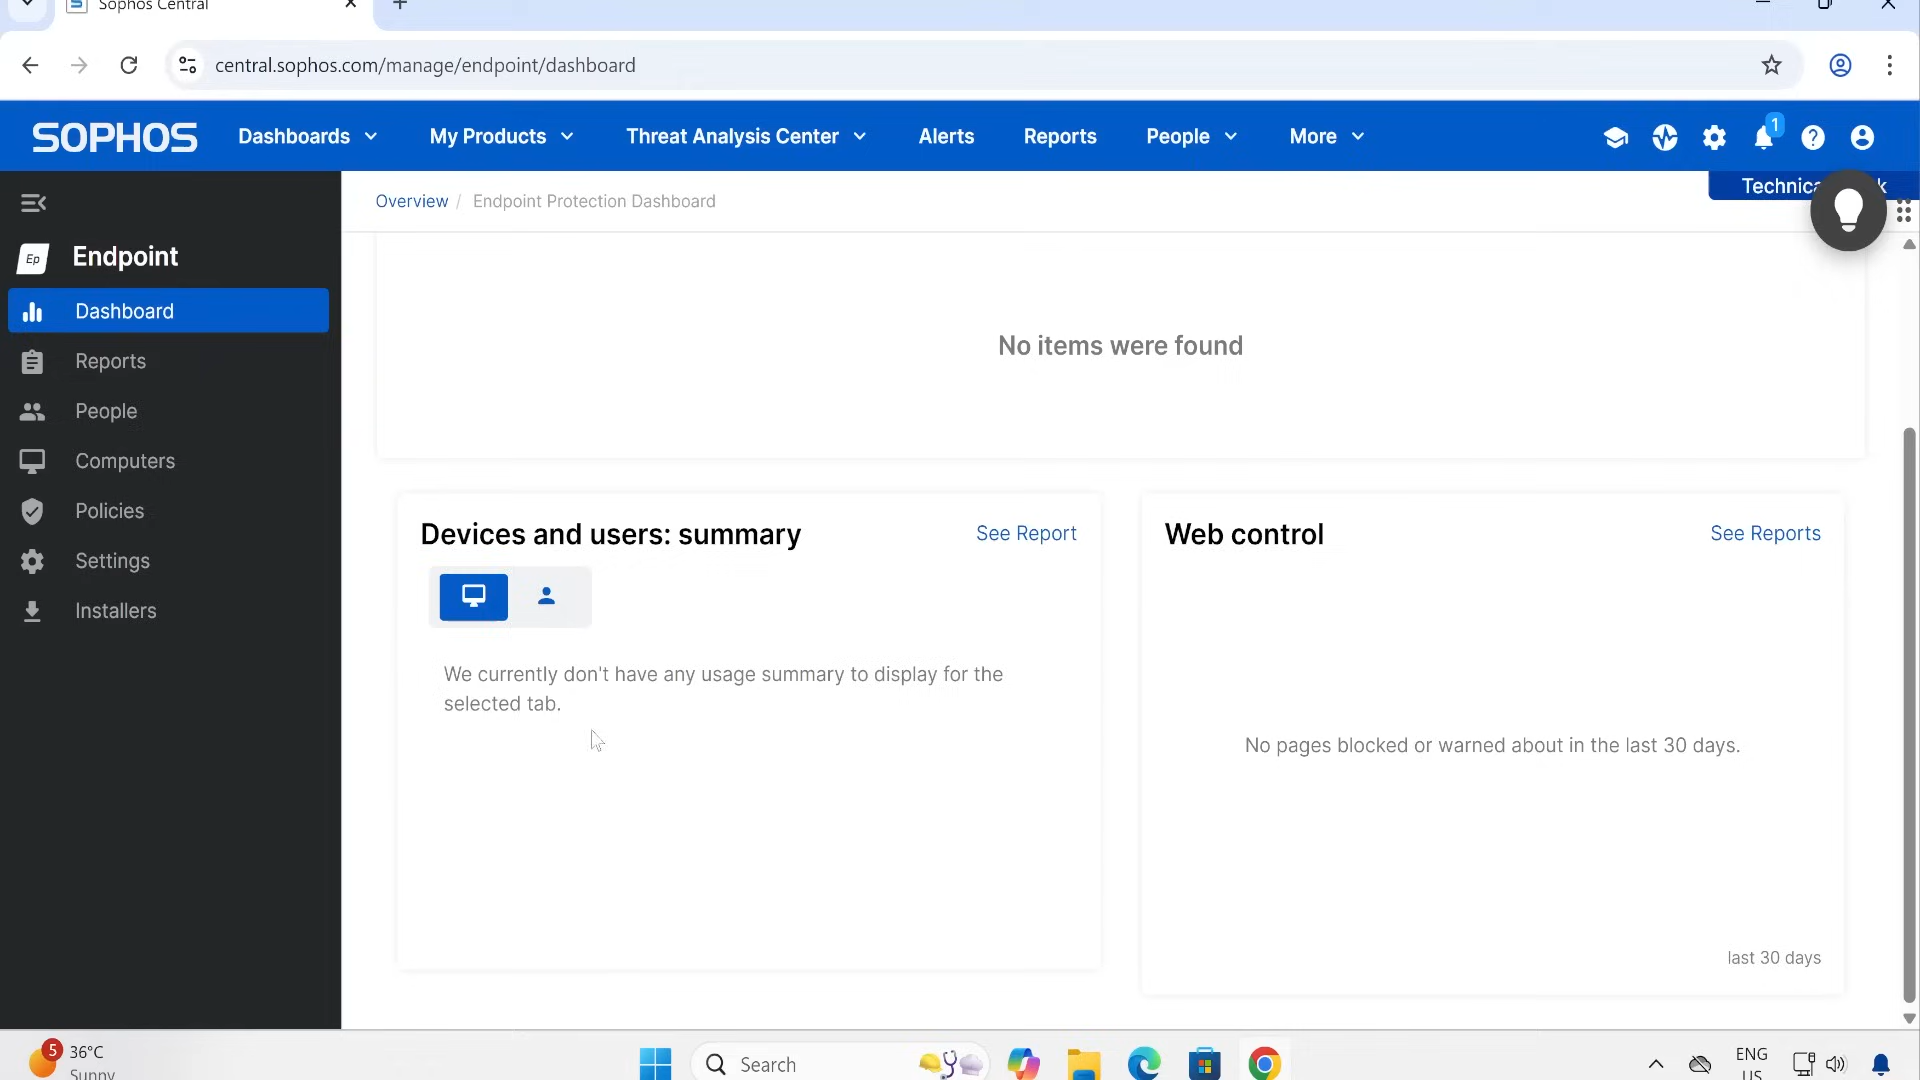 Sophos Central
central.sophos.com/manage/endpoint/dashboard
SOPHOS Dashboards My Products Threat Analysis Center Alerts Reports People More 1
Overview / Endpoint Protection Dashboard
Ep Endpoint
Dashboard
Reports
People
Computers
Policies
Settings
Installers
No items were found
Devices and users: summary See Report
We currently don't have any usage summary to display for the
selected tab.
Web control See Reports
No pages blocked or warned about in the last 30 days.
last 30 days
5 36°C
Sunny
Search
ENG
US